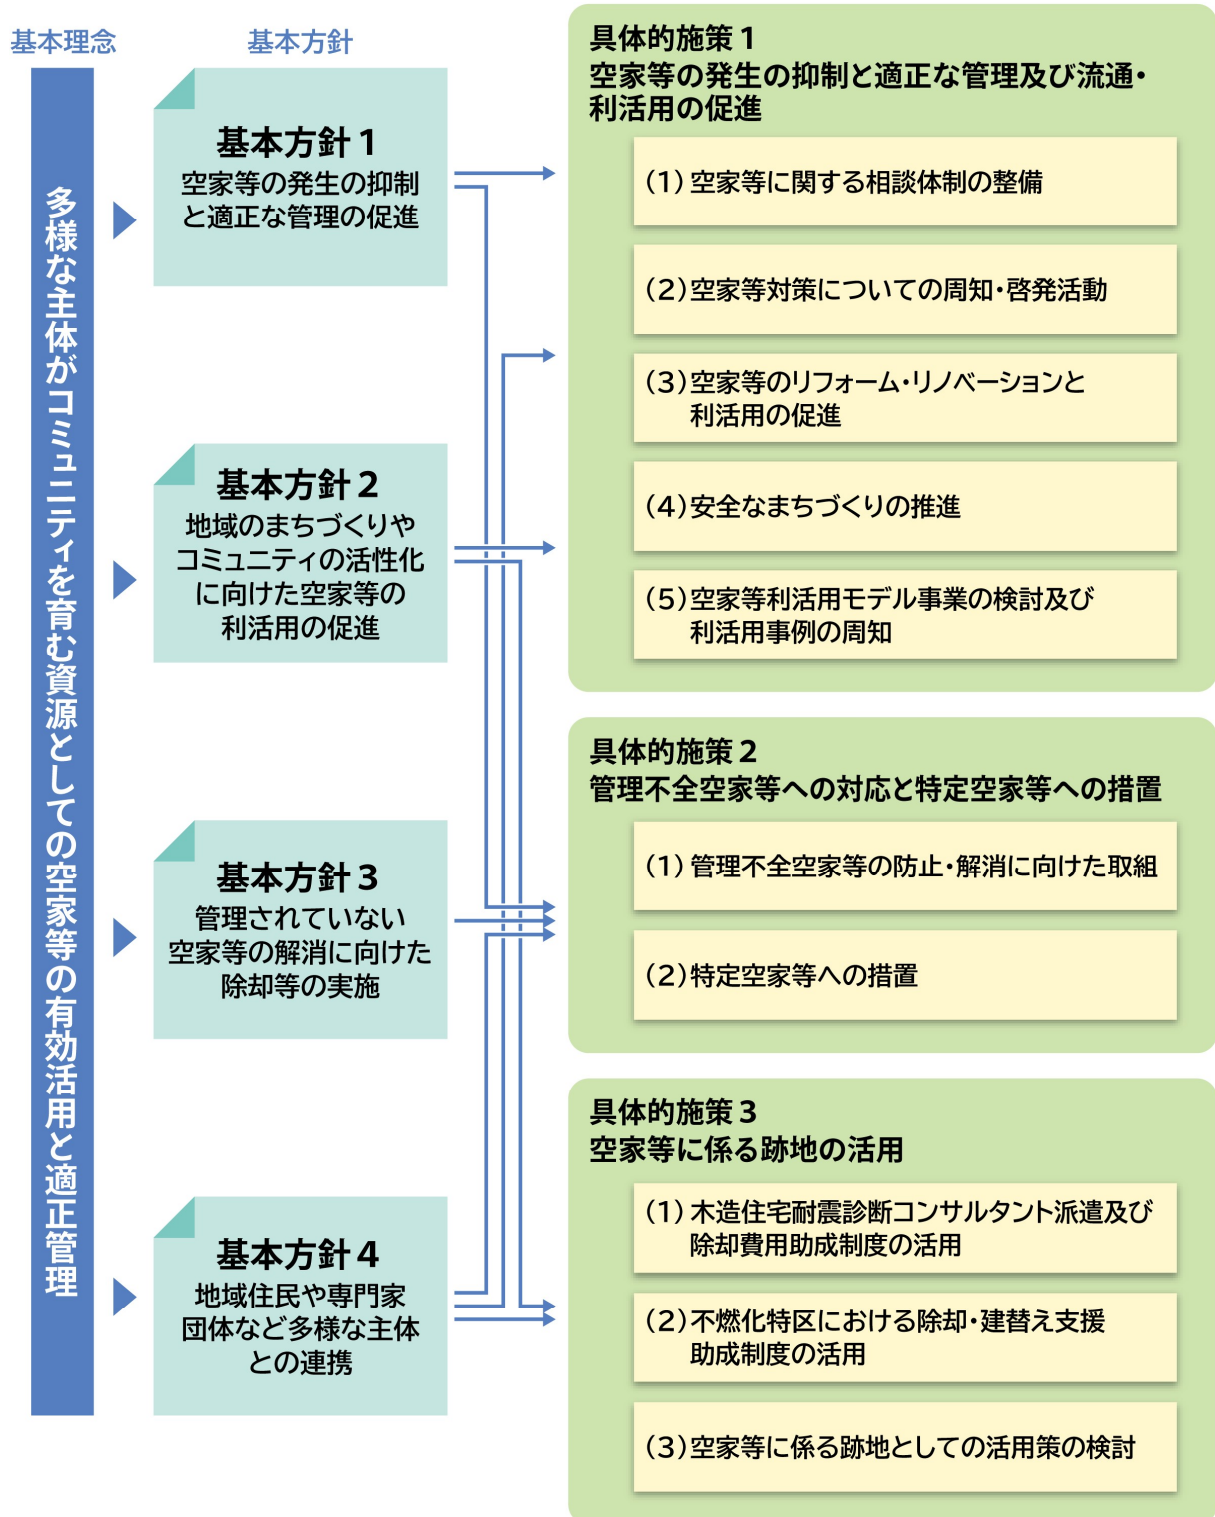 基本理念
多様な主体がコミュニティを育む資源としての空家等の有効活用と適正管理
基本方針
基本方針1
空家等の発生の抑制
と適正な管理の促進
基本方針2
地域のまちづくりや
コミュニティの活性化
に向けた空家等の
利活用の促進
基本方針3
管理されていない
空家等の解消に向けた
除却等の実施
基本方針4
地域住民や専門家
団体など多様な主体
との連携
具体的施策1
空家等の発生の抑制と適正な管理及び流通・
利活用の促進
(1)空家等に関する相談体制の整備
(2)空家等対策についての周知・啓発活動
(3)空家等のリフォーム・リノベーションと
利活用の促進
(4)安全なまちづくりの推進
(5)空家等利活用モデル事業の検討及び
利活用事例の周知
具体的施策2
管理不全空家等への対応と特定空家等への措置
(1)管理不全空家等の防止・解消に向けた取組
(2)特定空家等への措置
具体的施策3
空家等に係る跡地の活用
(1)木造住宅耐震診断コンサルタント派遣及び
除却費用助成制度の活用
(2)不燃化特区における除却・建替え支援
助成制度の活用
(3)空家等に係る跡地としての活用策の検討